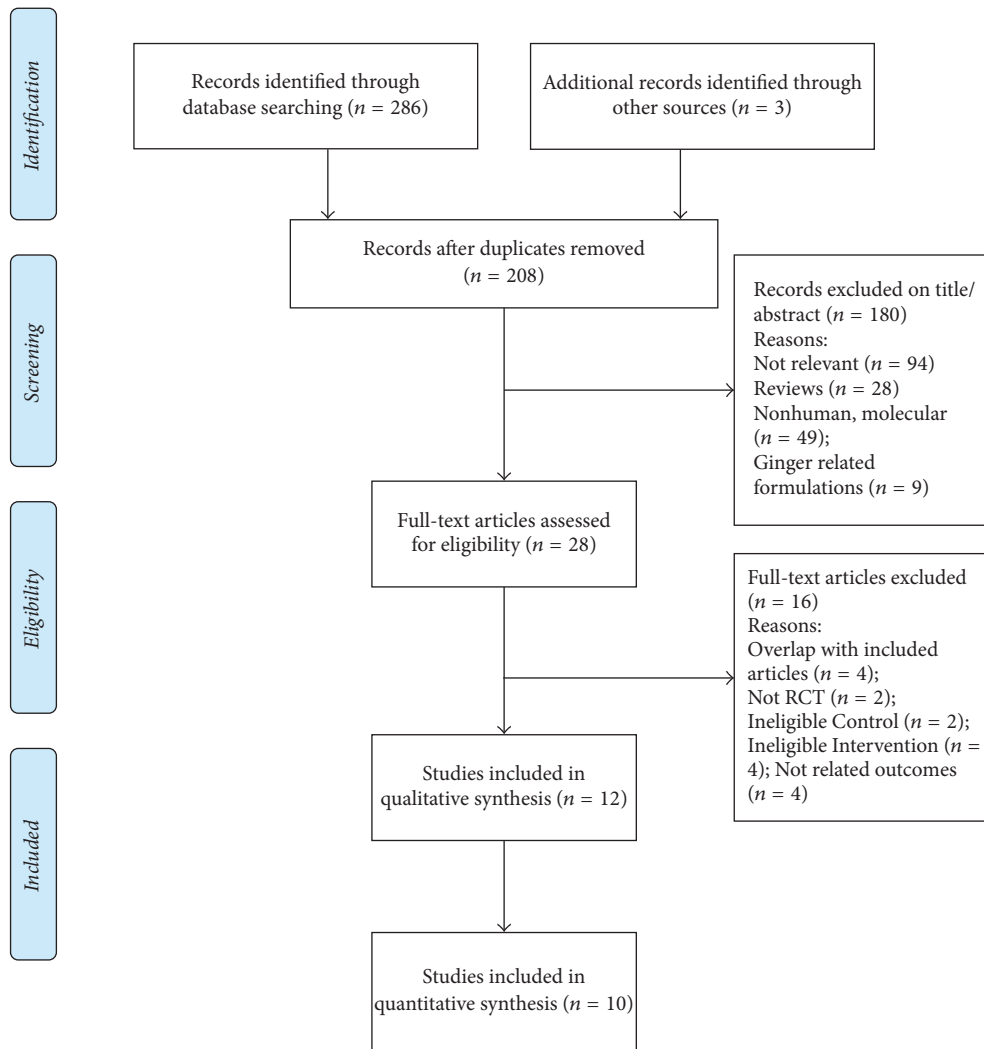 Identification
Records identified through
database searching (n = 286)
Additional records identified through
other sources (n = 3)
Records after duplicates removed
(n = 208)
Screening
Records excluded on title/
abstract (n = 180)
Reasons:
Not relevant (n = 94)
Reviews (n = 28)
Nonhuman, molecular
(n = 49);
Ginger related
formulations (n = 9)
Full-text articles assessed
for eligibility (n = 28)
Eligibility
Full-text articles excluded
(n = 16)
Reasons:
Overlap with included
articles (n = 4);
Not RCT (n = 2);
Ineligible Control (n = 2);
Ineligible Intervention (n =
4); Not related outcomes
(n = 4)
Studies included in
qualitative synthesis (n = 12)
Included
Studies included in
quantitative synthesis (n = 10)